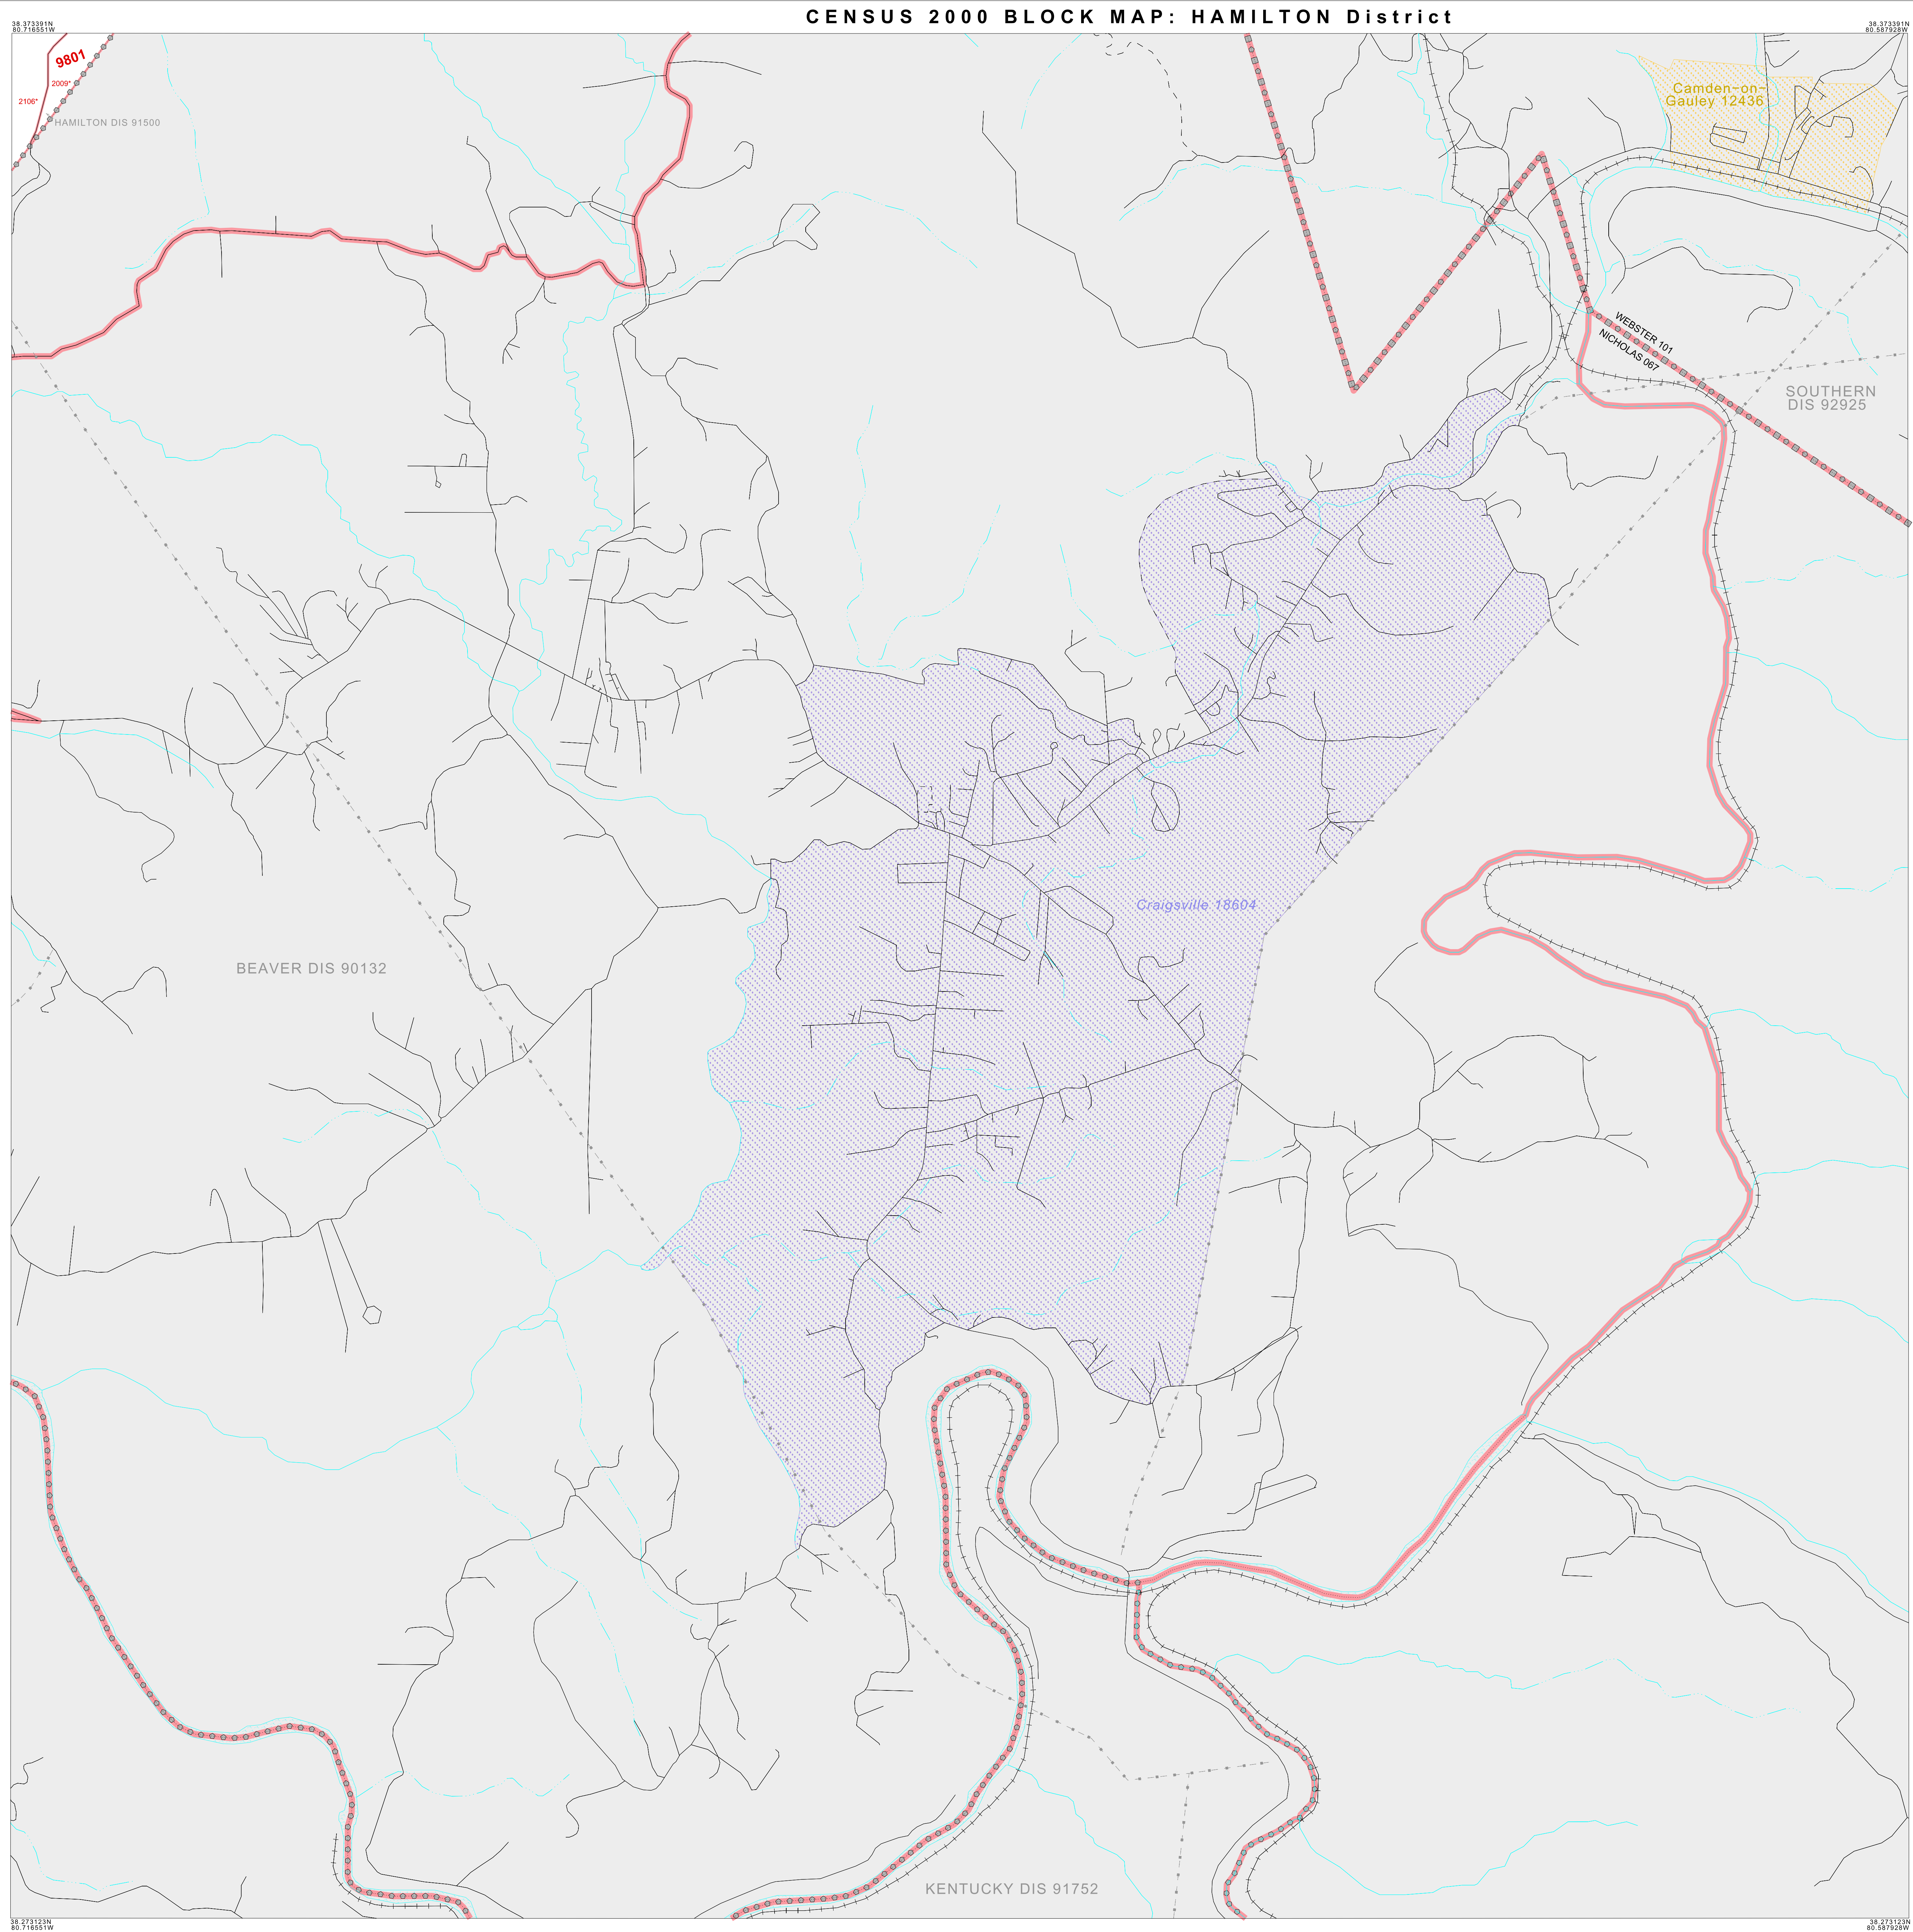 CENSUS 2000 BLOCK MAP: HAMILTON District
38.373391N
80.716551W
38.373391N
80.587928W
9801
2009*
2106*
HAMILTON DIS 91500
Camden-on-
Gauley 12436
WEBSTER 101
NICHOLAS 067
SOUTHERN
DIS 92925
Craigsville 18604
BEAVER DIS 90132
KENTUCKY DIS 91752
38.273123N
80.716551W
38.273123N
80.587928W